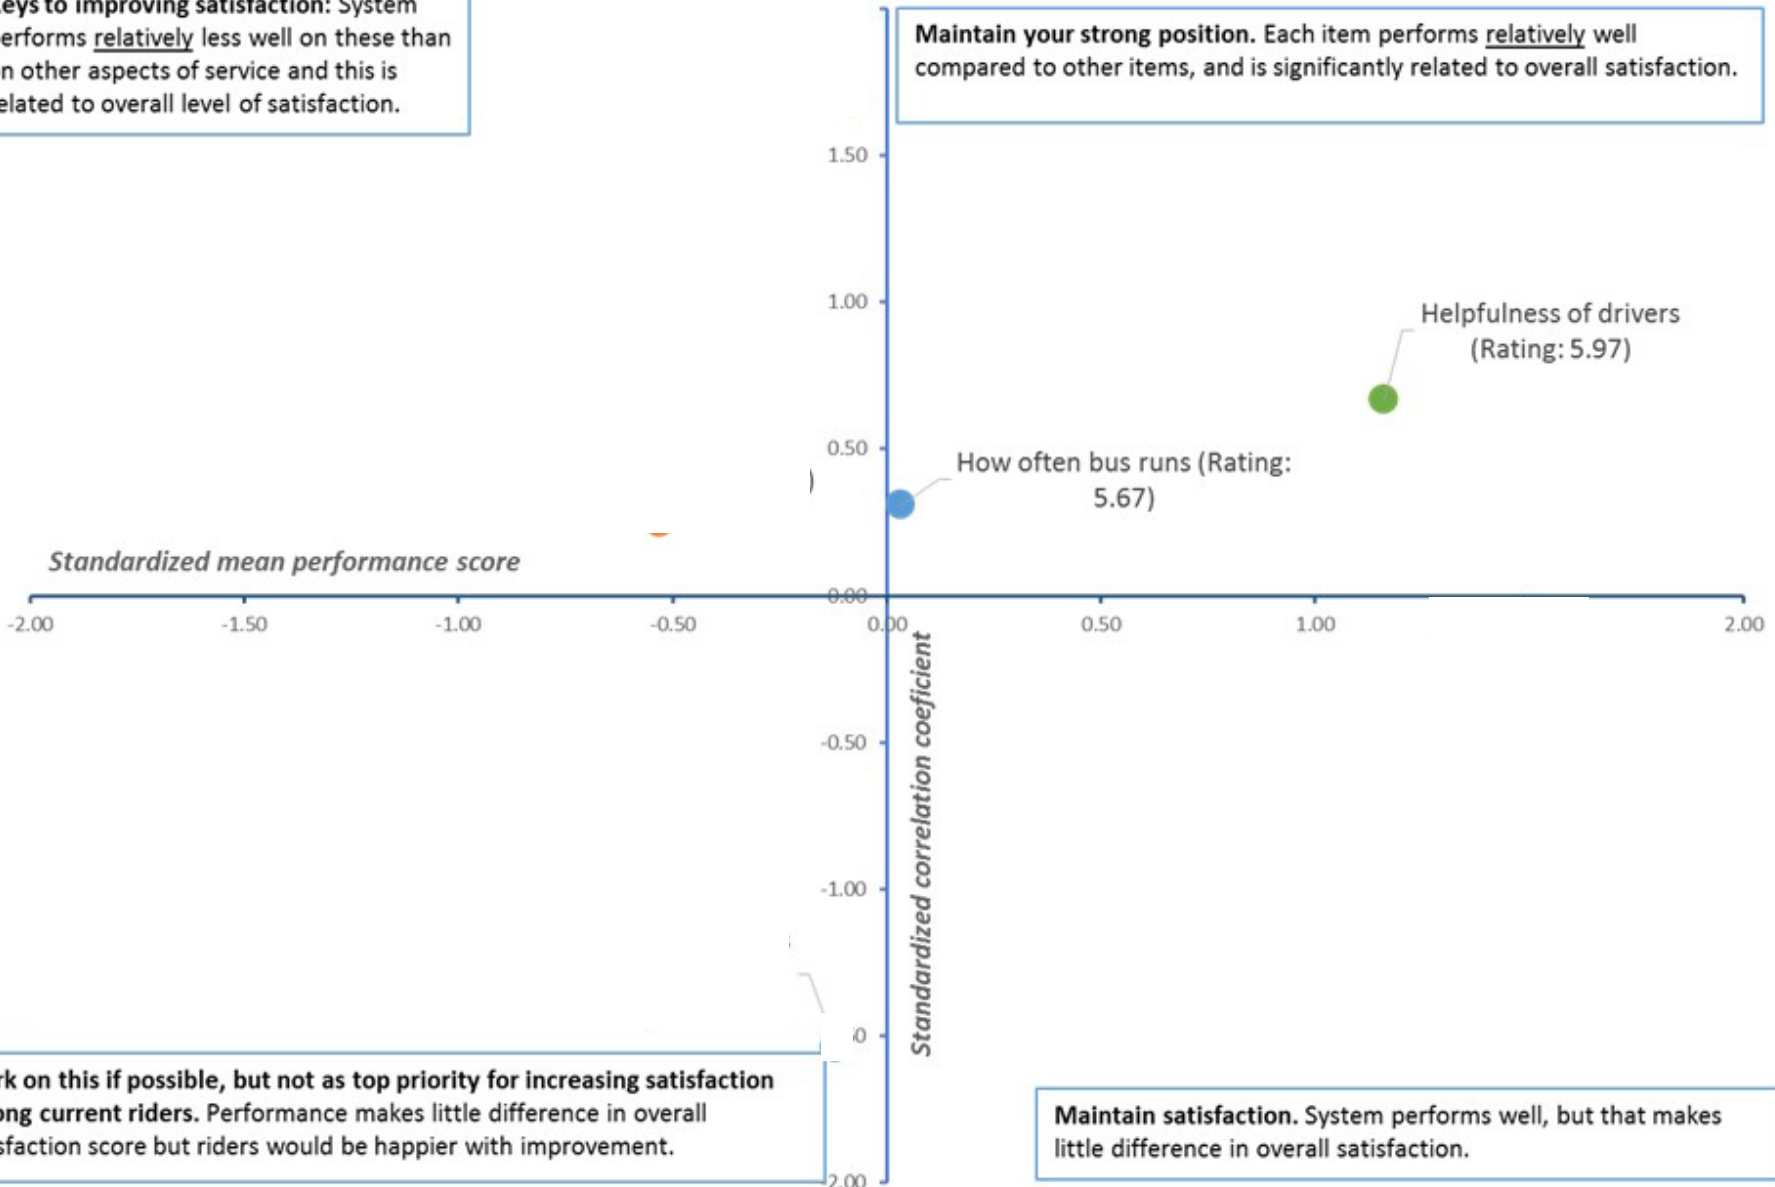 eys to improving satisfaction: System
erforms relatively less well on these than
n other aspects of service and this is
elated to overall level of satisfaction.
Maintain your strong position. Each item performs relatively well
compared to other items, and is significantly related to overall satisfaction.
1.50
1.00
Helpfulness of drivers
(Rating: 5.97)
0.50
How often bus runs (Rating:
5.67)
)
Standardized mean performance score
0.00
-2.00 -1.50 -1.00 -0.50 0.00 0.50 1.00 2.00
Standardized correlation coeficient
-0.50
-1.00
0
rk on this if possible, but not as top priority for increasing satisfaction
ong current riders. Performance makes little difference in overall
sfaction score but riders would be happier with improvement.
Maintain satisfaction. System performs well, but that makes
little difference in overall satisfaction.
2.00